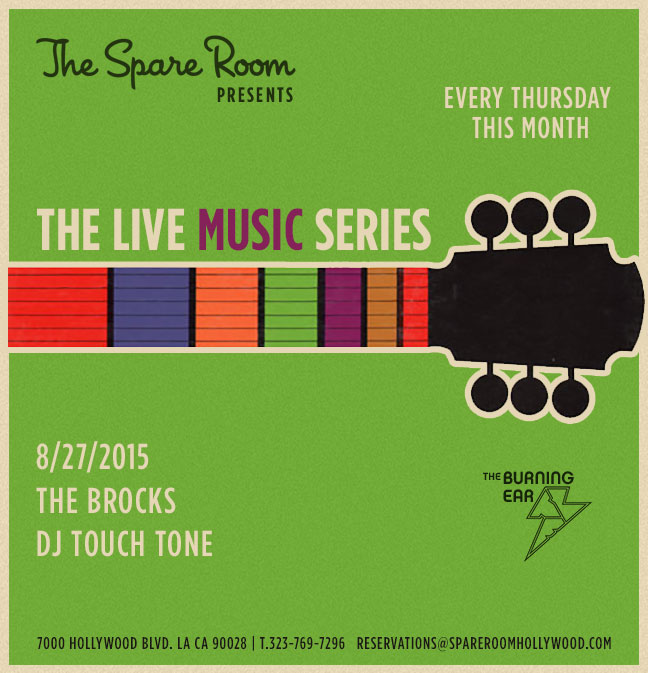 The Spare Room
PRESENTS
EVERY THURSDAY
THIS MONTH
THE LIVE MUSIC SERIES
8/27/2015
THE BROCKS
DJ TOUCH TONE
THE BURNING
EAR
7000 HOLLYWOOD BLVD. LA CA 90028 | T.323-769-7296 RESERVATIONS@SPAREROOMHOLLYWOOD.COM